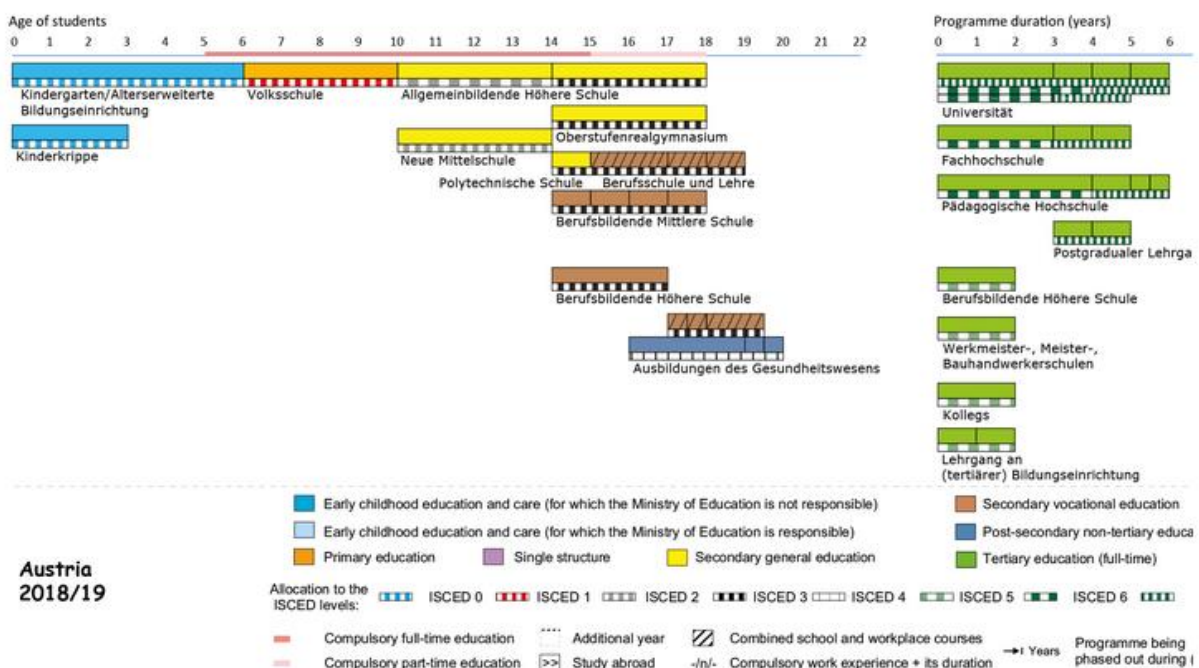 Age of students
Programme duration (years)
0 1 2 3 4 5 6 7 8 9 10 11 12 13 14 15 16 17 18 19 20 21 22
0 1 2 3 4 5 6
Kindergarten/Alterserweiterte
Bildungseinrichtung
Volksschule
Allgemeinbildende Höhere Schule
Universität
Oberstufenrealgymnasium
Kinderkrippe
Neue Mittelschule
Fachhochschule
Polytechnische Schule
Berufsschule und Lehre
Pädagogische Hochschule
Berufsbildende Mittlere Schule
Postgradualer Lehrga
Berufsbildende Höhere Schule
Berufsbildende Höhere Schule
Ausbildungen des Gesundheitswesens
Werkmeister-, Meister-,
Bauhandwerkerschulen
Kollegs
Lehrgang an
(tertiärer) Bildungseinrichtung
Early childhood education and care (for which the Ministry of Education is not responsible)
Secondary vocational education
Early childhood education and care (for which the Ministry of Education is responsible)
Post-secondary non-tertiary educa
Primary education
Single structure
Secondary general education
Tertiary education (full-time)
Austria
2018/19
Allocation to the
ISCED levels:
ISCED 0
ISCED 1
ISCED 2
ISCED 3
ISCED 4
ISCED 5
ISCED 6
Compulsory full-time education
Additional year
Combined school and workplace courses
Years
Programme being
phased out during
Compulsory part-time education
>> Study abroad
-/n/- Compulsory work experience + its duration